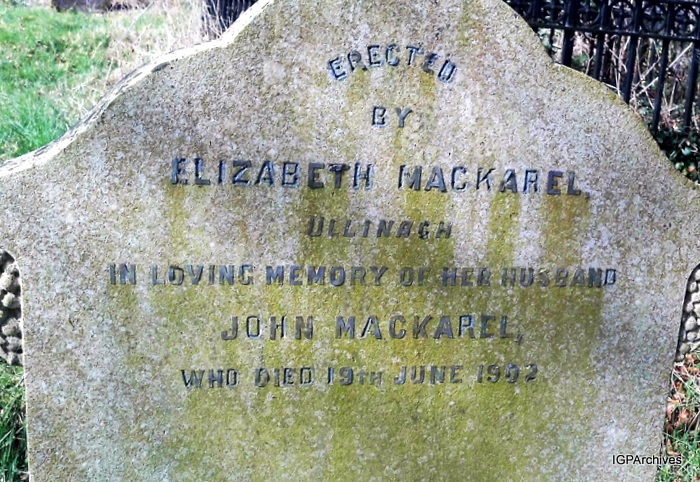 ERECTED
BY
ELIZABETH MACKAREL,
ULLINAGH
IN LOVING MEMORY OF HER HUSBAND
JOHN MACKAREL,
WHO DIED 19TH JUNE 1902
IGPArchives